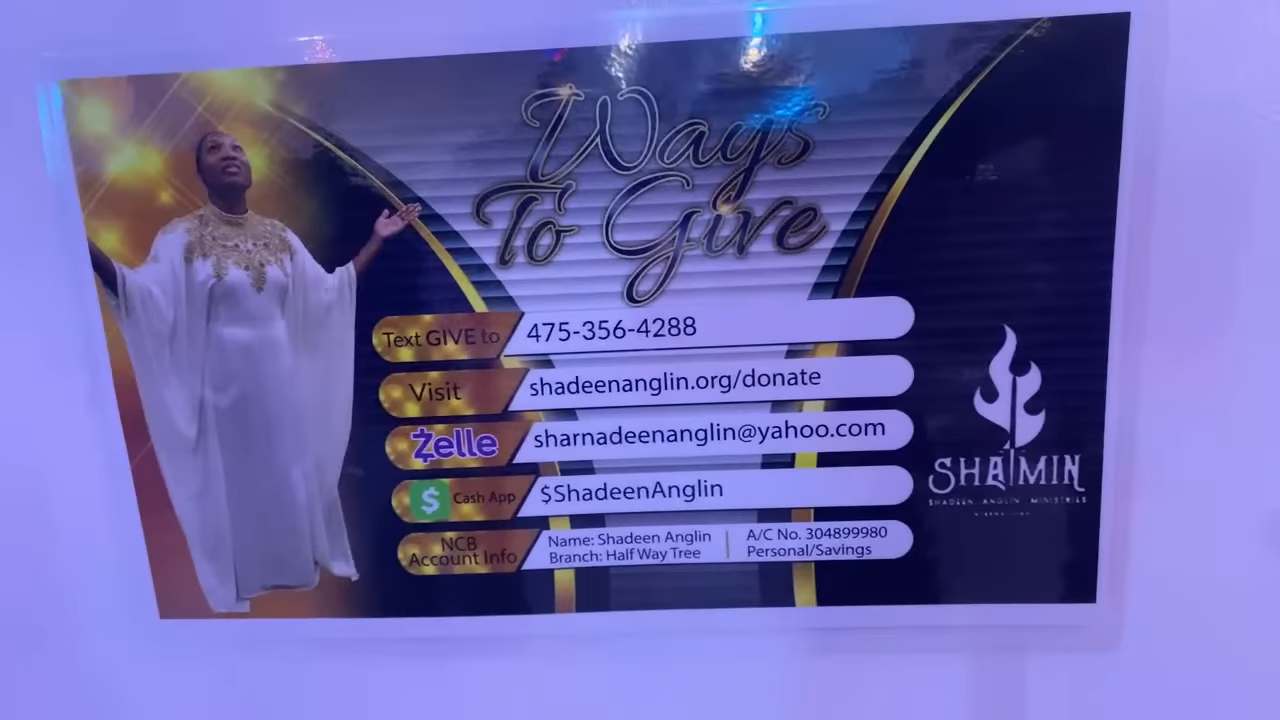 Ways
To Give
Text GIVE to 475-356-4288
Visit shadeenanglin.org/donate
Zelle sharnadeenanglin@yahoo.com
$ Cash App $ShadeenAnglin
NCB
Account Info
Name: Shadeen Anglin
Branch: Half Way Tree
A/C No. 304899980
Personal/Savings
SHAMIN
SHADEEN ANGLIN MINISTRIES